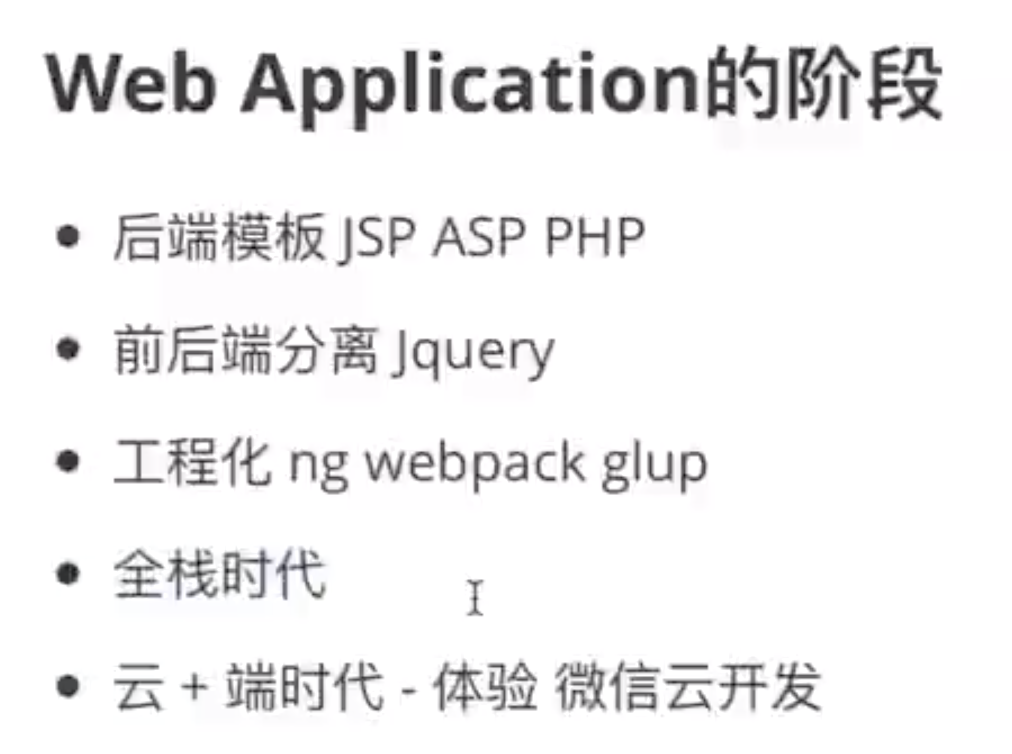 Web Application的阶段
后端模板 JSP ASP PHP
前后端分离 Jquery
工程化 ng webpack glup
全栈时代
云 + 端时代 - 体验 微信云开发